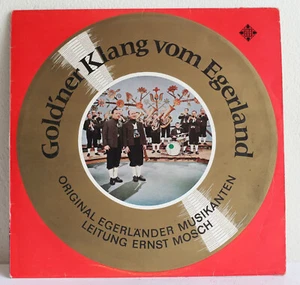 Gold'ner Klang vom Egerland
ORIGINAL EGERLÄNDER MUSIKANTEN
LEITUNG ERNST MOSCH